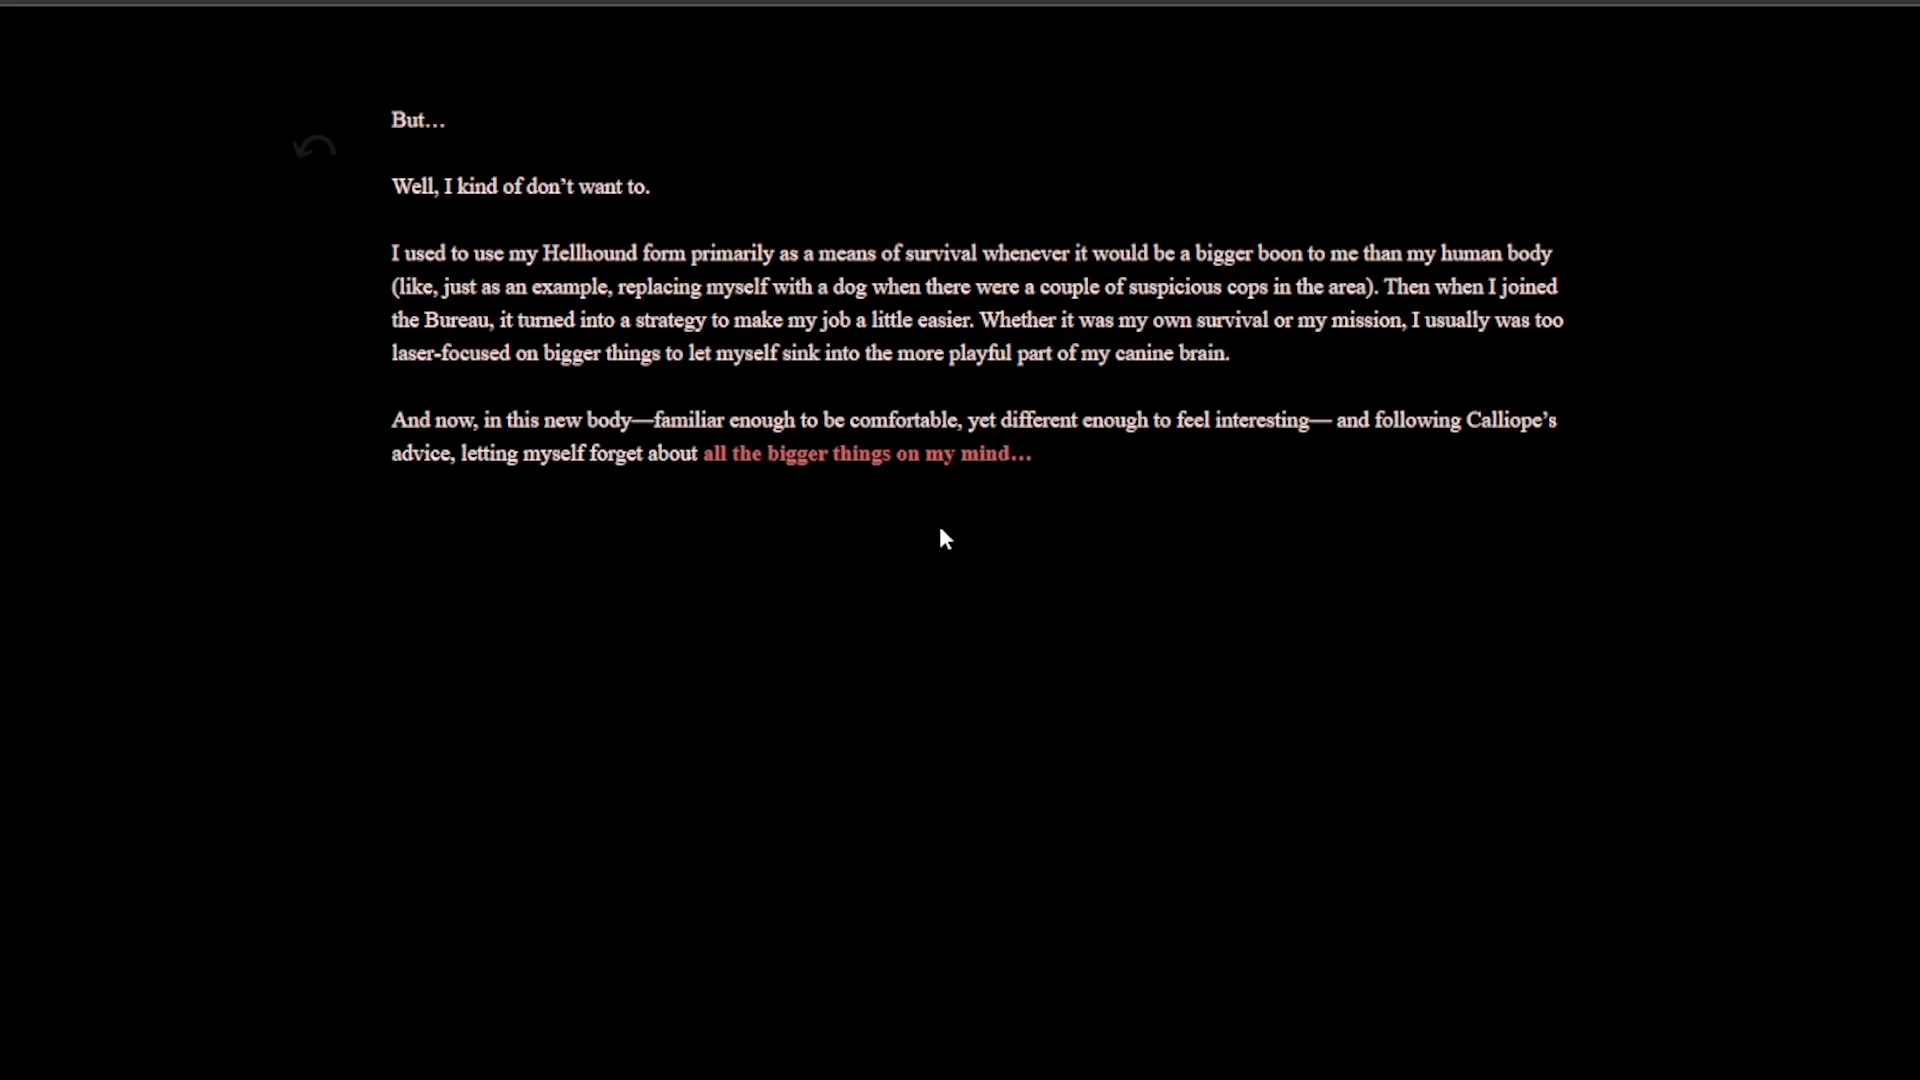 But…
Well, I kind of don’t want to.
I used to use my Hellhound form primarily as a means of survival whenever it would be a bigger boon to me than my human body
(like, just as an example, replacing myself with a dog when there were a couple of suspicious cops in the area). Then when I joined
the Bureau, it turned into a strategy to make my job a little easier. Whether it was my own survival or my mission, I usually was too
laser-focused on bigger things to let myself sink into the more playful part of my canine brain.
And now, in this new body—familiar enough to be comfortable, yet different enough to feel interesting— and following Calliope’s
advice, letting myself forget about all the bigger things on my mind…